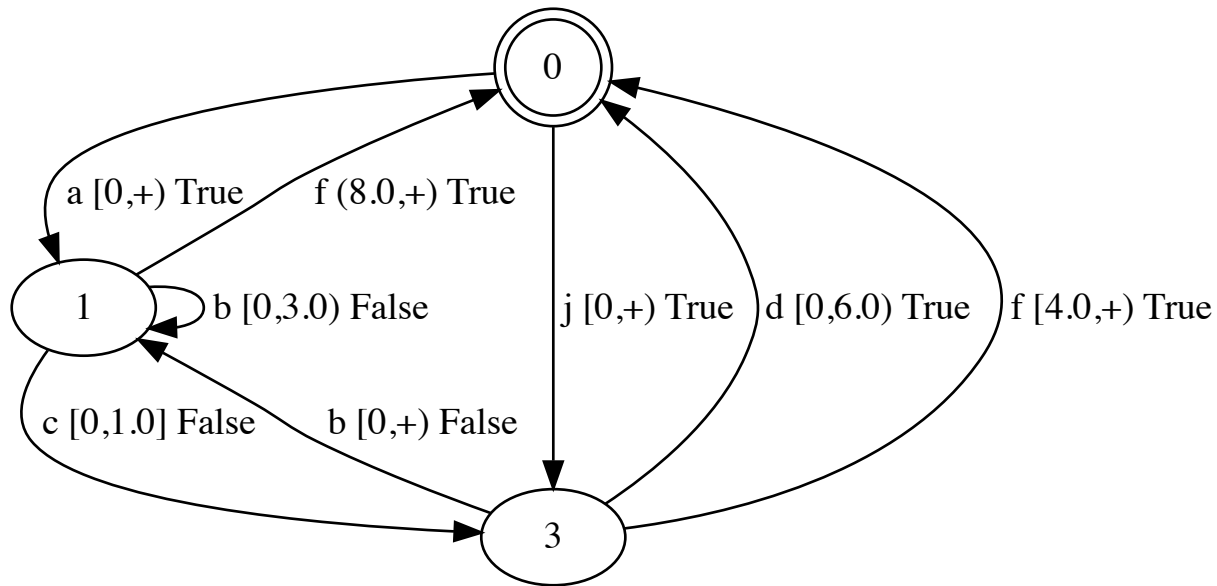 0
a [0,+) True
f (8.0,+) True
1
b [0,3.0) False
j [0,+) True
d [0,6.0) True
f [4.0,+) True
c [0,1.0] False
b [0,+) False
3